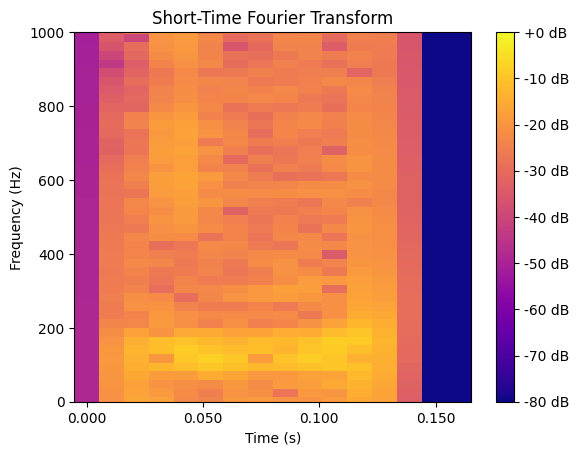 Short-Time Fourier Transform
1000
800
600
400
200
0
Frequency (Hz)
0.000
0.050
0.100
0.150
Time (s)
+0 dB
-10 dB
-20 dB
-30 dB
-40 dB
-50 dB
-60 dB
-70 dB
-80 dB